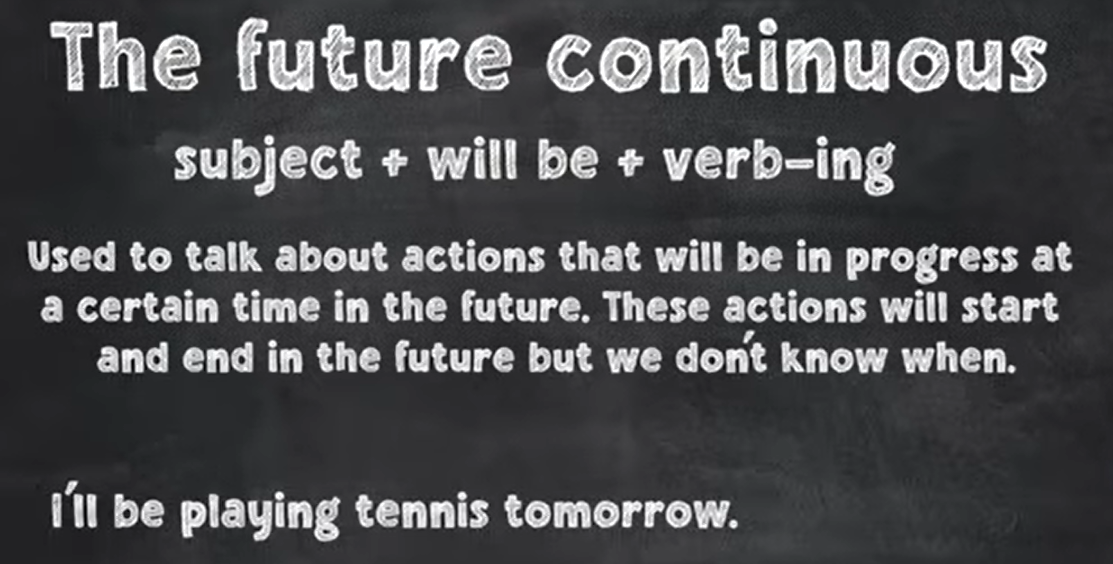 The future continuous
subject + will be + verb-ing
Used to talk about actions that will be in progress at
a certain time in the future. These actions will start
and end in the future but we don't know when.
I'll be playing tennis tomorrow.